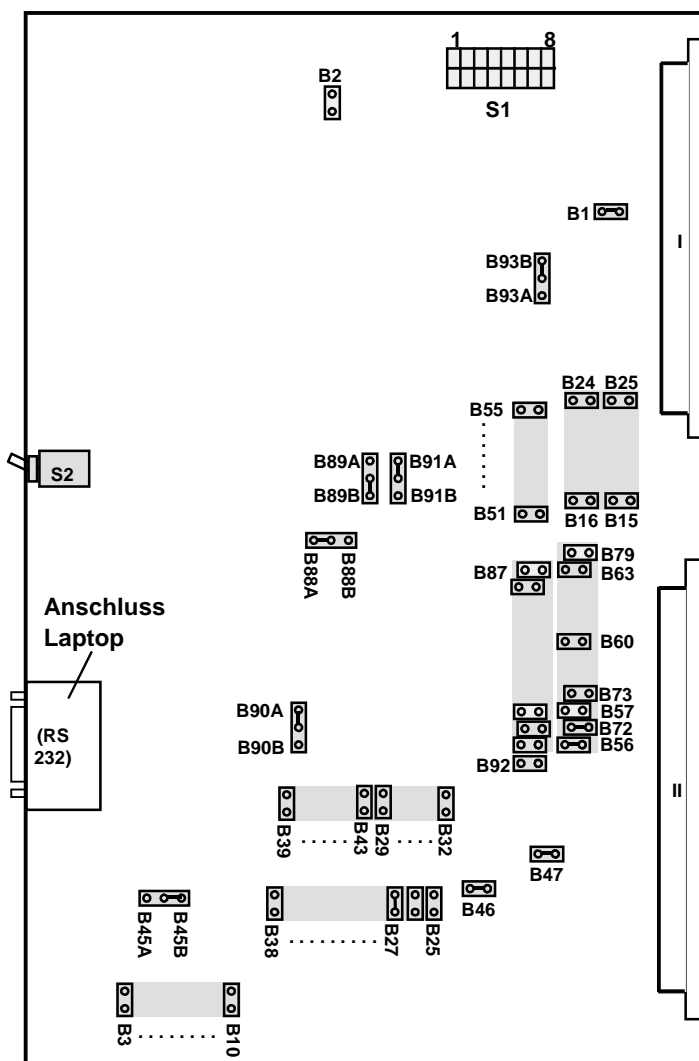 1 8
B2
S1
B1
I
B93B
B93A
B24 B25
B55
S2
B89A B91A
B89B B91B
B51
B16 B15
B79
B87 B63
B88A B88B
Anschluss
Laptop
B60
B73
B90A B57
(RS
232)
B72
B90B B56
B92
II
B39 B43 B29 B32
B47
B46
B45A B45B B38 B27 B25
B3 B10